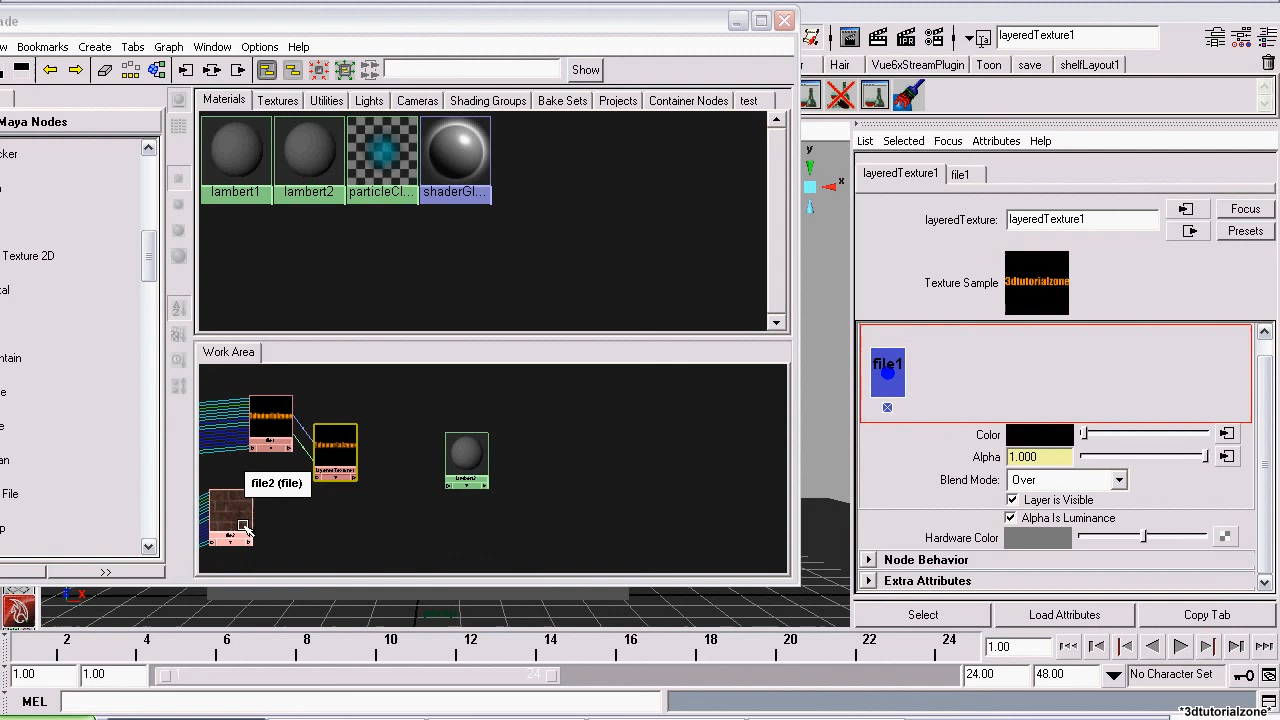 ade
w Bookmarks Tabs Graph Window Options Help
layeredTexture1
Show
Hair Vue6xStreamPlugin Toon save shelfLayout1
Materials Textures Utilities Lights Cameras Shading Groups Bake Sets Projects Container Nodes test
Maya Nodes
lambert1 lambert2 particleCl... shaderGl...
Texture 2D
ntain
File
y
x
List Selected Focus Attributes Help
layeredTexture1 file1
layeredTexture: layeredTexture1 Focus
Presets
Texture Sample 3dtutorialzone
file1
Color
Alpha 1.000
Blend Mode: Over
Layer is Visible
Alpha Is Luminance
Hardware Color
Node Behavior
Extra Attributes
Select Load Attributes Copy Tab
Work Area
file2 (file)
x
2 4 6 8 10 12 14 16 18 20 22 24 1.00
1.00 1.00 1 24 24.00 48.00 No Character Set
MEL
*3dtutorialzone*